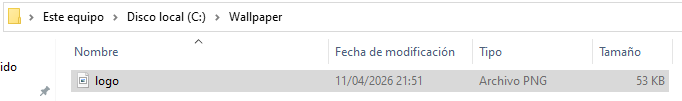 Este equipo > Disco local (C:) > Wallpaper
Nombre Fecha de modificación Tipo Tamaño
ido
logo 11/04/2026 21:51 Archivo PNG 53 KB